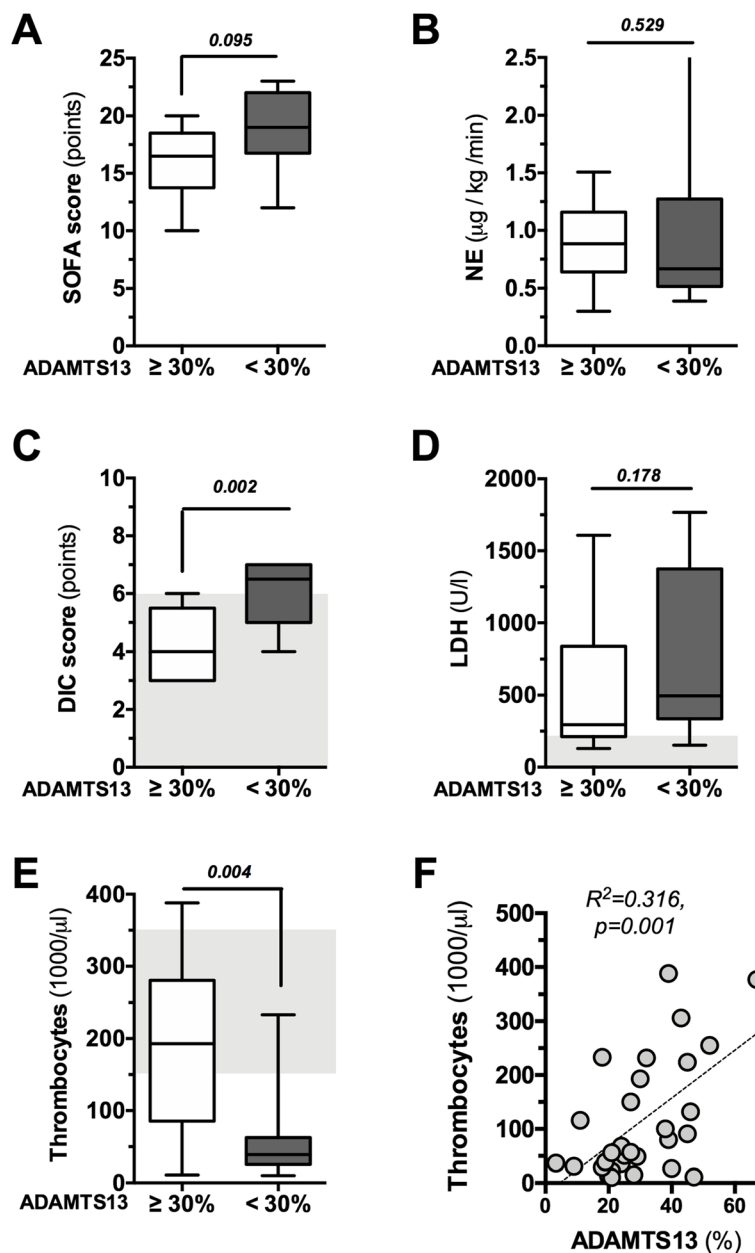 A
0.095
SOFA score (points)
25
20
15
10
5
0
ADAMTS13 ≥ 30% < 30%
B
0.529
NE (µg / kg /min)
2.5
2.0
1.5
1.0
0.5
0.0
ADAMTS13 ≥ 30% < 30%
C
0.002
DIC score (points)
10
8
6
4
2
0
ADAMTS13 ≥ 30% < 30%
D
0.178
LDH (U/l)
2000
1500
1000
500
0
ADAMTS13 ≥ 30% < 30%
E
0.004
Thrombocytes (1000/µl)
400
300
200
100
0
ADAMTS13 ≥ 30% < 30%
F
R²=0.316,
p=0.001
Thrombocytes (1000/µl)
500
400
300
200
100
0
0 20 40 60
ADAMTS13 (%)